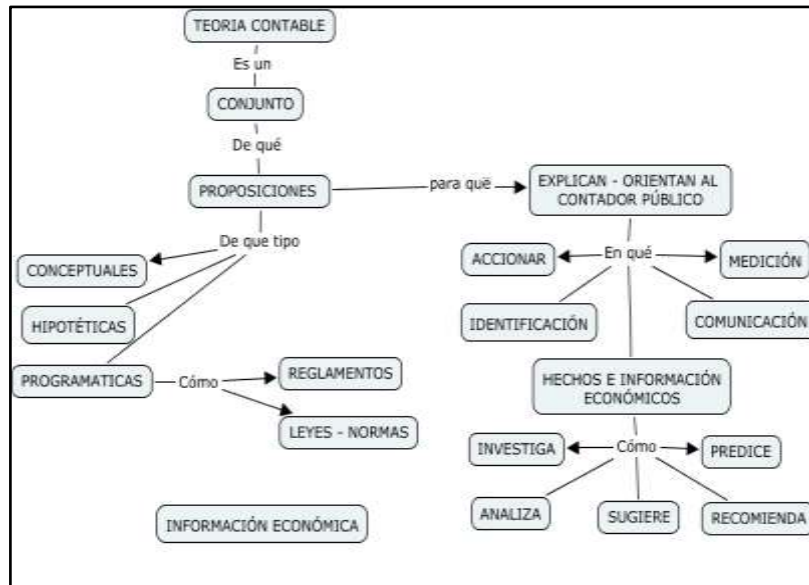 TEORIA CONTABLE
Es un
CONJUNTO
De qué
PROPOSICIONES
para qué
EXPLICAN - ORIENTAN AL
CONTADOR PÚBLICO
De que tipo
CONCEPTUALES
HIPOTÉTICAS
PROGRAMATICAS
Cómo
REGLAMENTOS
LEYES - NORMAS
En qué
ACCIONAR
MEDICIÓN
IDENTIFICACIÓN
COMUNICACIÓN
HECHOS E INFORMACIÓN
ECONÓMICOS
Cómo
INVESTIGA
PREDICE
ANALIZA
SUGIERE
RECOMIENDA
INFORMACIÓN ECONÓMICA